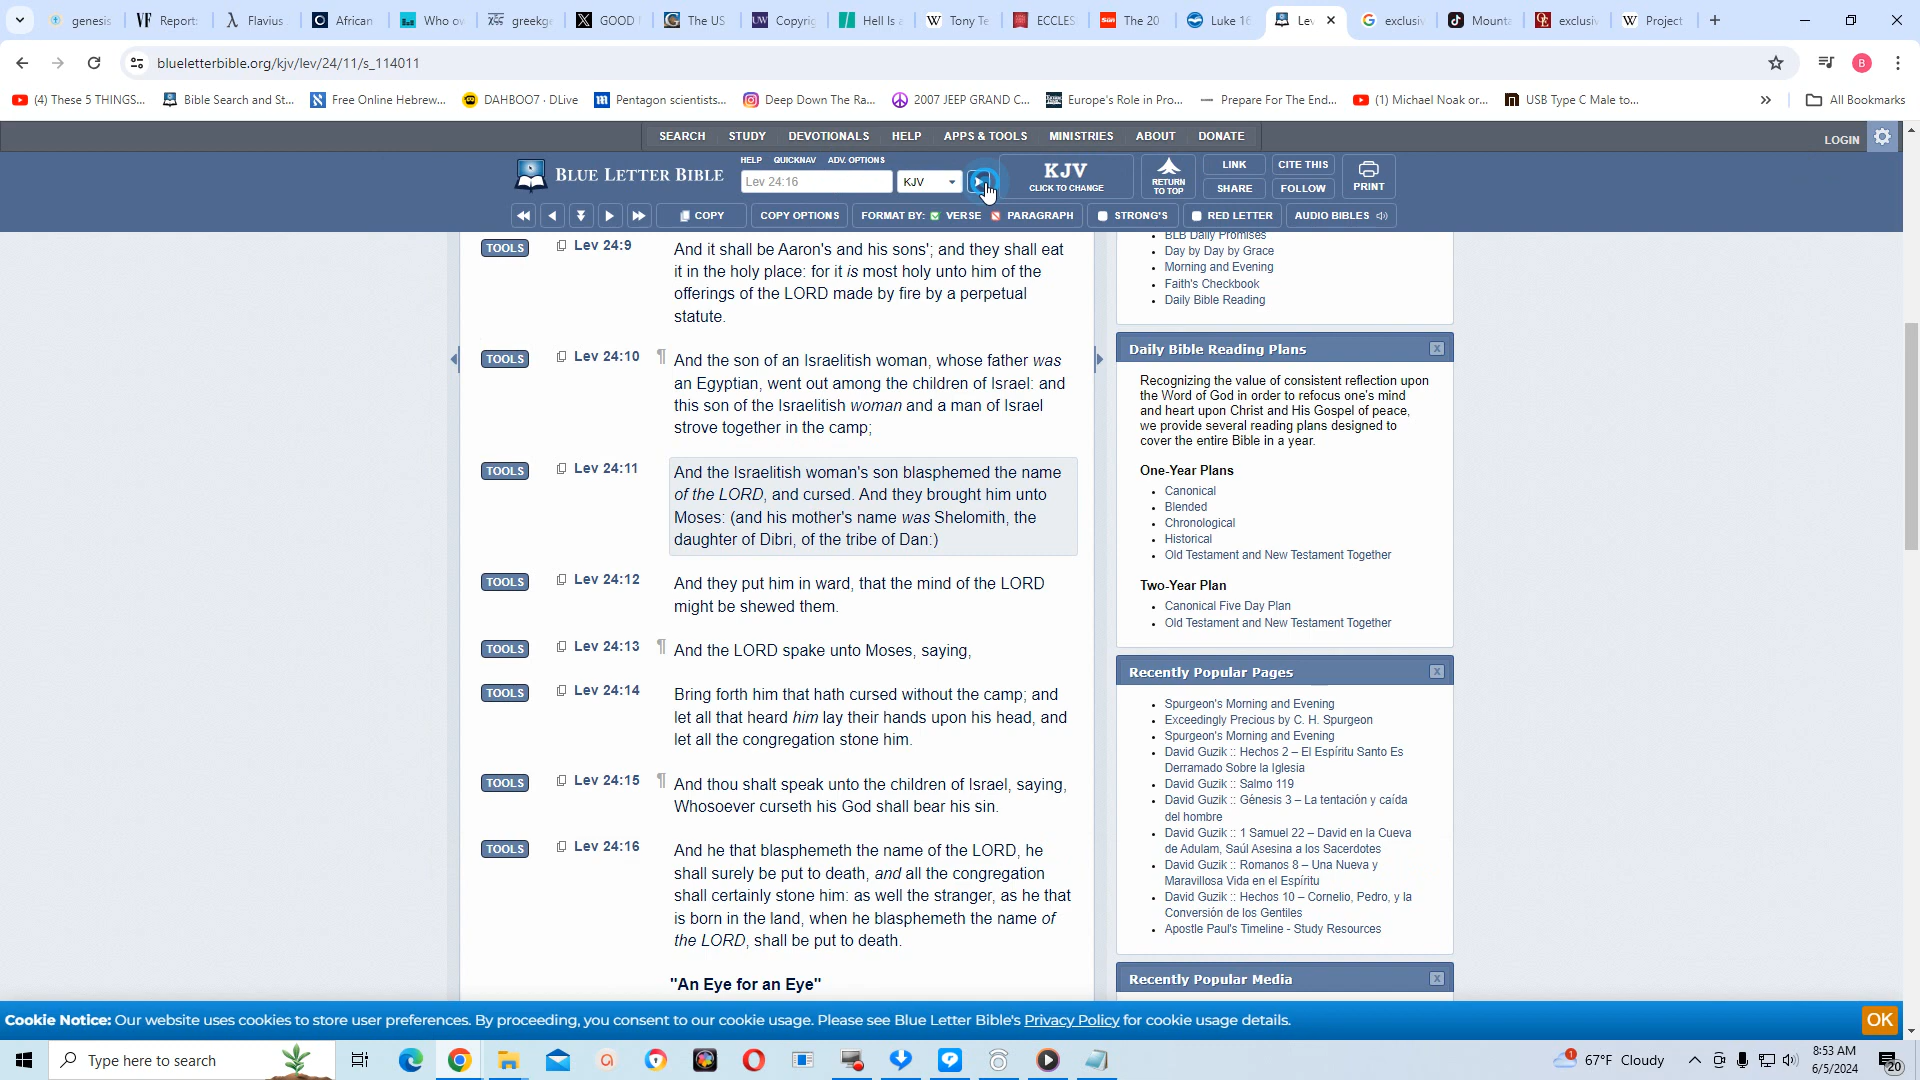 genesis
Report:
Flavius
African
Who ow
greekge
GOOD
The US
Copyrig
Hell Is a
Tony Te
ECCLES
The 20
Luke 16
Lev
exclusiv
Mounta
exclusiv
Project
blueletterbible.org/kjv/lev/24/11/s_114011
B
(4) These 5 THINGS...
Bible Search and St...
Free Online Hebrew...
DAHBOO7 · DLive
Pentagon scientists...
Deep Down The Ra...
2007 JEEP GRAND C...
Europe's Role in Pro...
Prepare For The End...
(1) Michael Noak or...
USB Type C Male to...
All Bookmarks
SEARCH STUDY DEVOTIONALS HELP APPS & TOOLS MINISTRIES ABOUT DONATE
LOGIN
BLUE LETTER BIBLE
HELP QUICKNAV ADV. OPTIONS
Lev 24:16
KJV
KJV
CLICK TO CHANGE
RETURN
TO TOP
LINK
CITE THIS
SHARE
FOLLOW
PRINT
COPY
COPY OPTIONS
FORMAT BY: VERSE PARAGRAPH
STRONG'S
RED LETTER
AUDIO BIBLES
TOOLS
Lev 24:9
And it shall be Aaron's and his sons'; and they shall eat
it in the holy place: for it is most holy unto him of the
offerings of the LORD made by fire by a perpetual
statute.
TOOLS
Lev 24:10
¶ And the son of an Israelitish woman, whose father was
an Egyptian, went out among the children of Israel: and
this son of the Israelitish woman and a man of Israel
strove together in the camp;
TOOLS
Lev 24:11
And the Israelitish woman's son blasphemed the name
of the LORD, and cursed. And they brought him unto
Moses: (and his mother's name was Shelomith, the
daughter of Dibri, of the tribe of Dan:)
TOOLS
Lev 24:12
And they put him in ward, that the mind of the LORD
might be shewed them.
TOOLS
Lev 24:13
¶ And the LORD spake unto Moses, saying,
TOOLS
Lev 24:14
Bring forth him that hath cursed without the camp; and
let all that heard him lay their hands upon his head, and
let all the congregation stone him.
TOOLS
Lev 24:15
¶ And thou shalt speak unto the children of Israel, saying,
Whosoever curseth his God shall bear his sin.
TOOLS
Lev 24:16
And he that blasphemeth the name of the LORD, he
shall surely be put to death, and all the congregation
shall certainly stone him: as well the stranger, as he that
is born in the land, when he blasphemeth the name of
the LORD, shall be put to death.
"An Eye for an Eye"
BLB Daily Promises
Day by Day by Grace
Morning and Evening
Faith's Checkbook
Daily Bible Reading
Daily Bible Reading Plans
Recognizing the value of consistent reflection upon
the Word of God in order to refocus one's mind
and heart upon Christ and His Gospel of peace,
we provide several reading plans designed to
cover the entire Bible in a year.
One-Year Plans
Canonical
Blended
Chronological
Historical
Old Testament and New Testament Together
Two-Year Plan
Canonical Five Day Plan
Old Testament and New Testament Together
Recently Popular Pages
Spurgeon's Morning and Evening
Exceedingly Precious by C. H. Spurgeon
Spurgeon's Morning and Evening
David Guzik :: Hechos 2 – El Espíritu Santo Es
Derramado Sobre la Iglesia
David Guzik :: Salmo 119
David Guzik :: Génesis 3 – La tentación y caída
del hombre
David Guzik :: 1 Samuel 22 – David en la Cueva
de Adulam, Saúl Asesina a los Sacerdotes
David Guzik :: Romanos 8 – Una Nueva y
Maravillosa Vida en el Espíritu
David Guzik :: Hechos 10 – Cornelio, Pedro, y la
Conversión de los Gentiles
Apostle Paul's Timeline - Study Resources
Recently Popular Media
Cookie Notice: Our website uses cookies to store user preferences. By proceeding, you consent to our cookie usage. Please see Blue Letter Bible's Privacy Policy for cookie usage details.
OK
Type here to search
1
67°F Cloudy
8:53 AM
6/5/2024
20